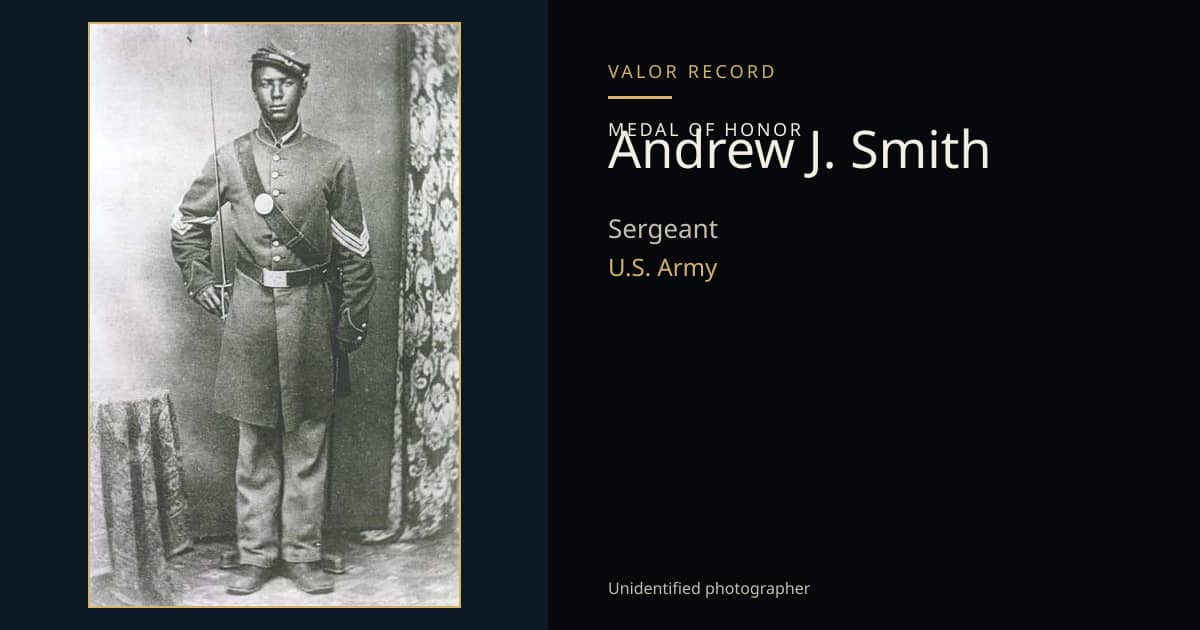 VALOR RECORD
MEDAL OF HONOR
Andrew J. Smith
Sergeant
U.S. Army
Unidentified photographer